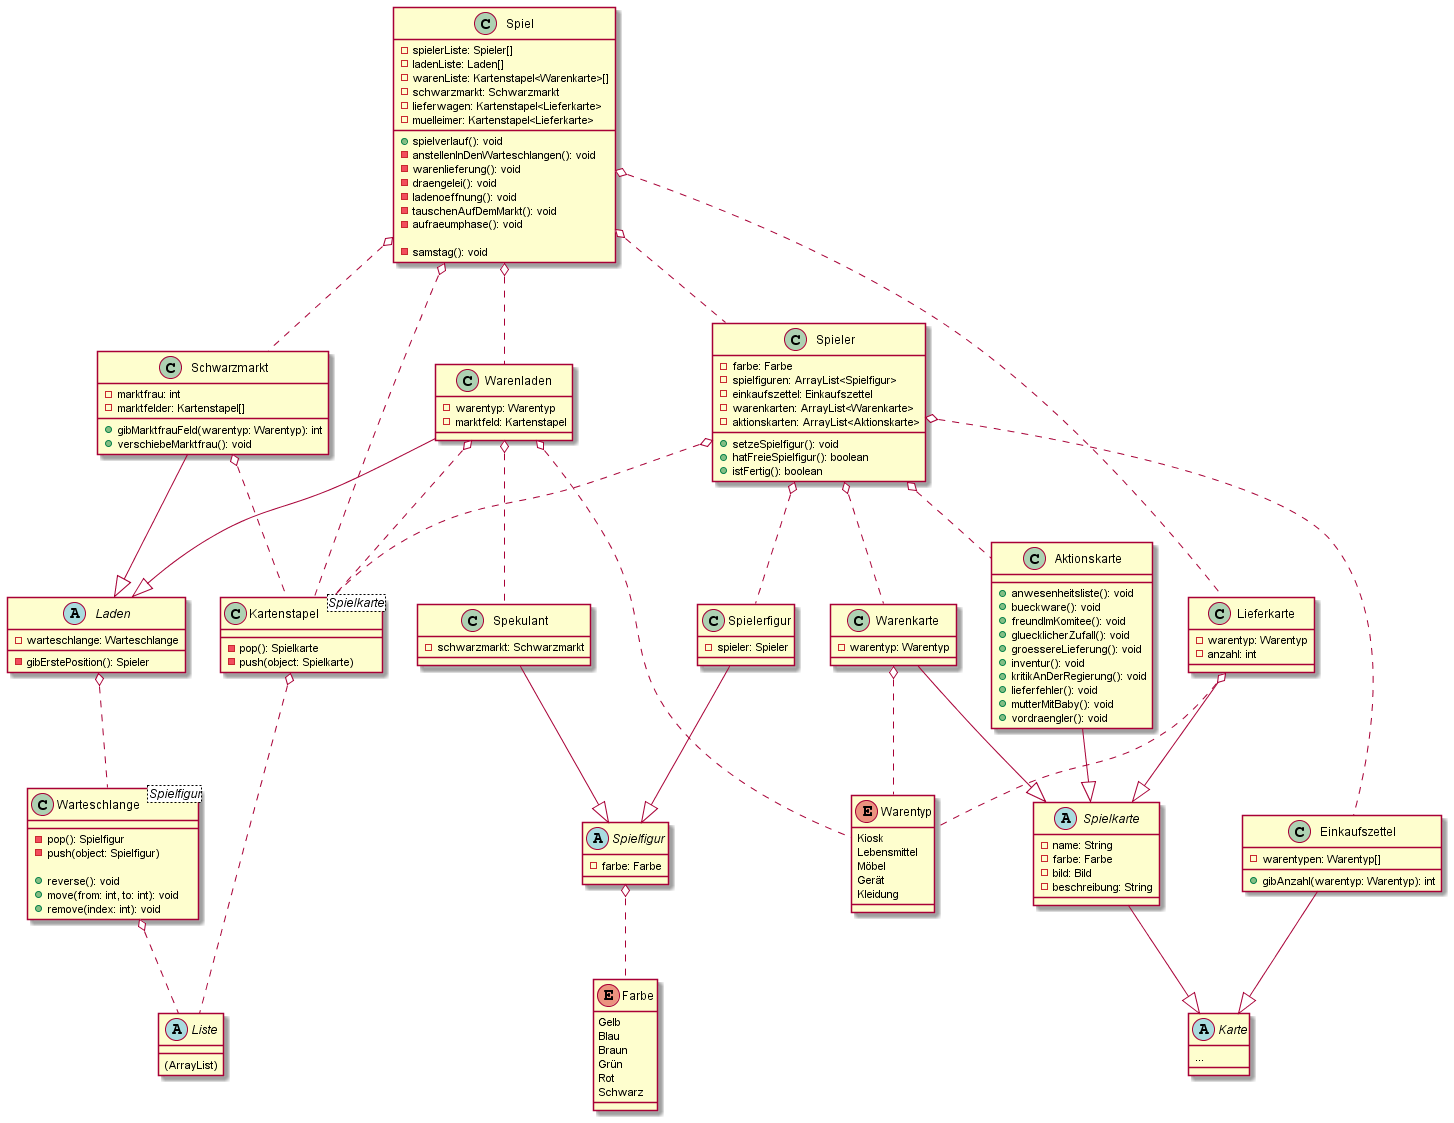 C Spiel
spielerListe: Spieler[]
ladenListe: Laden[]
warenListe: Kartenstapel<Warenkarte>[]
schwarzmarkt: Schwarzmarkt
lieferwagen: Kartenstapel<Lieferkarte>
muelleimer: Kartenstapel<Lieferkarte>
spielverlauf(): void
anstellenInDenWarteschlangen(): void
warenlieferung(): void
draengelei(): void
ladenoeffnung(): void
tauschenAufDemMarkt(): void
aufraeumphase(): void
samstag(): void
C Schwarzmarkt
marktfrau: int
marktfelder: Kartenstapel[]
gibMarktfrauFeld(warentyp: Warentyp): int
verschiebeMarktfrau(): void
C Warenladen
warentyp: Warentyp
marktfeld: Kartenstapel
C Spieler
farbe: Farbe
spielfiguren: ArrayList<Spielfigur>
einkaufszettel: Einkaufszettel
warenkarten: ArrayList<Warenkarte>
aktionskarten: ArrayList<Aktionskarte>
setzeSpielfigur(): void
hatFreieSpielfigur(): boolean
istFertig(): boolean
A Laden
warteschlange: Warteschlange
gibErstePosition(): Spieler
C Kartenstapel
Spielkarte
pop(): Spielkarte
push(object: Spielkarte)
C Spekulant
schwarzmarkt: Schwarzmarkt
C Spielerfigur
spieler: Spieler
C Warenkarte
warentyp: Warentyp
C Aktionskarte
anwesenheitsliste(): void
bueckware(): void
freundImKomitee(): void
gluecklicherZufall(): void
groessereLieferung(): void
inventur(): void
kritikAnDerRegierung(): void
lieferfehler(): void
mutterMitBaby(): void
vordraengler(): void
C Lieferkarte
warentyp: Warentyp
anzahl: int
C Warteschlange
Spielfigur
pop(): Spielfigur
push(object: Spielfigur)
reverse(): void
move(from: int, to: int): void
remove(index: int): void
A Spielfigur
farbe: Farbe
E Warentyp
Kiosk
Lebensmittel
Möbel
Gerät
Kleidung
A Spielkarte
name: String
farbe: Farbe
bild: Bild
beschreibung: String
C Einkaufszettel
warentypen: Warentyp[]
gibAnzahl(warentyp: Warentyp): int
A Liste
(ArrayList)
E Farbe
Gelb
Blau
Braun
Grün
Rot
Schwarz
A Karte
...